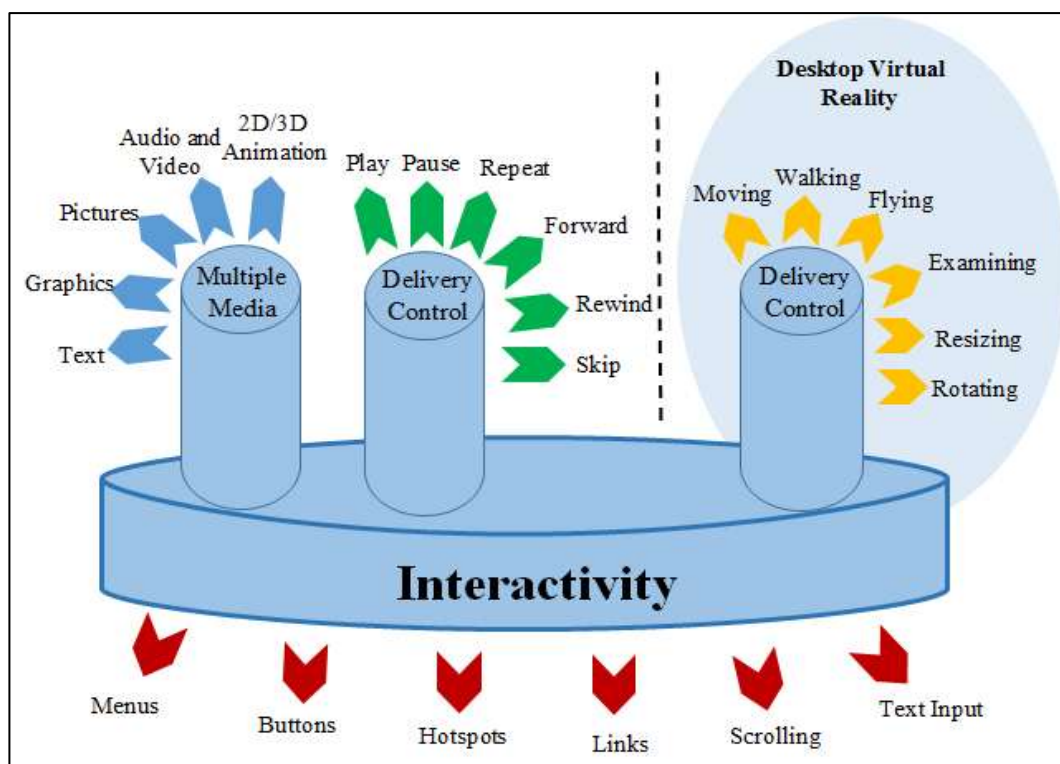 Desktop Virtual
Reality
2D/3D
Animation
Audio and
Video
Pictures
Graphics
Text
Multiple
Media
Play
Pause
Repeat
Forward
Rewind
Skip
Delivery
Control
Moving
Walking
Flying
Examining
Resizing
Rotating
Delivery
Control
Interactivity
Menus
Buttons
Hotspots
Links
Scrolling
Text Input